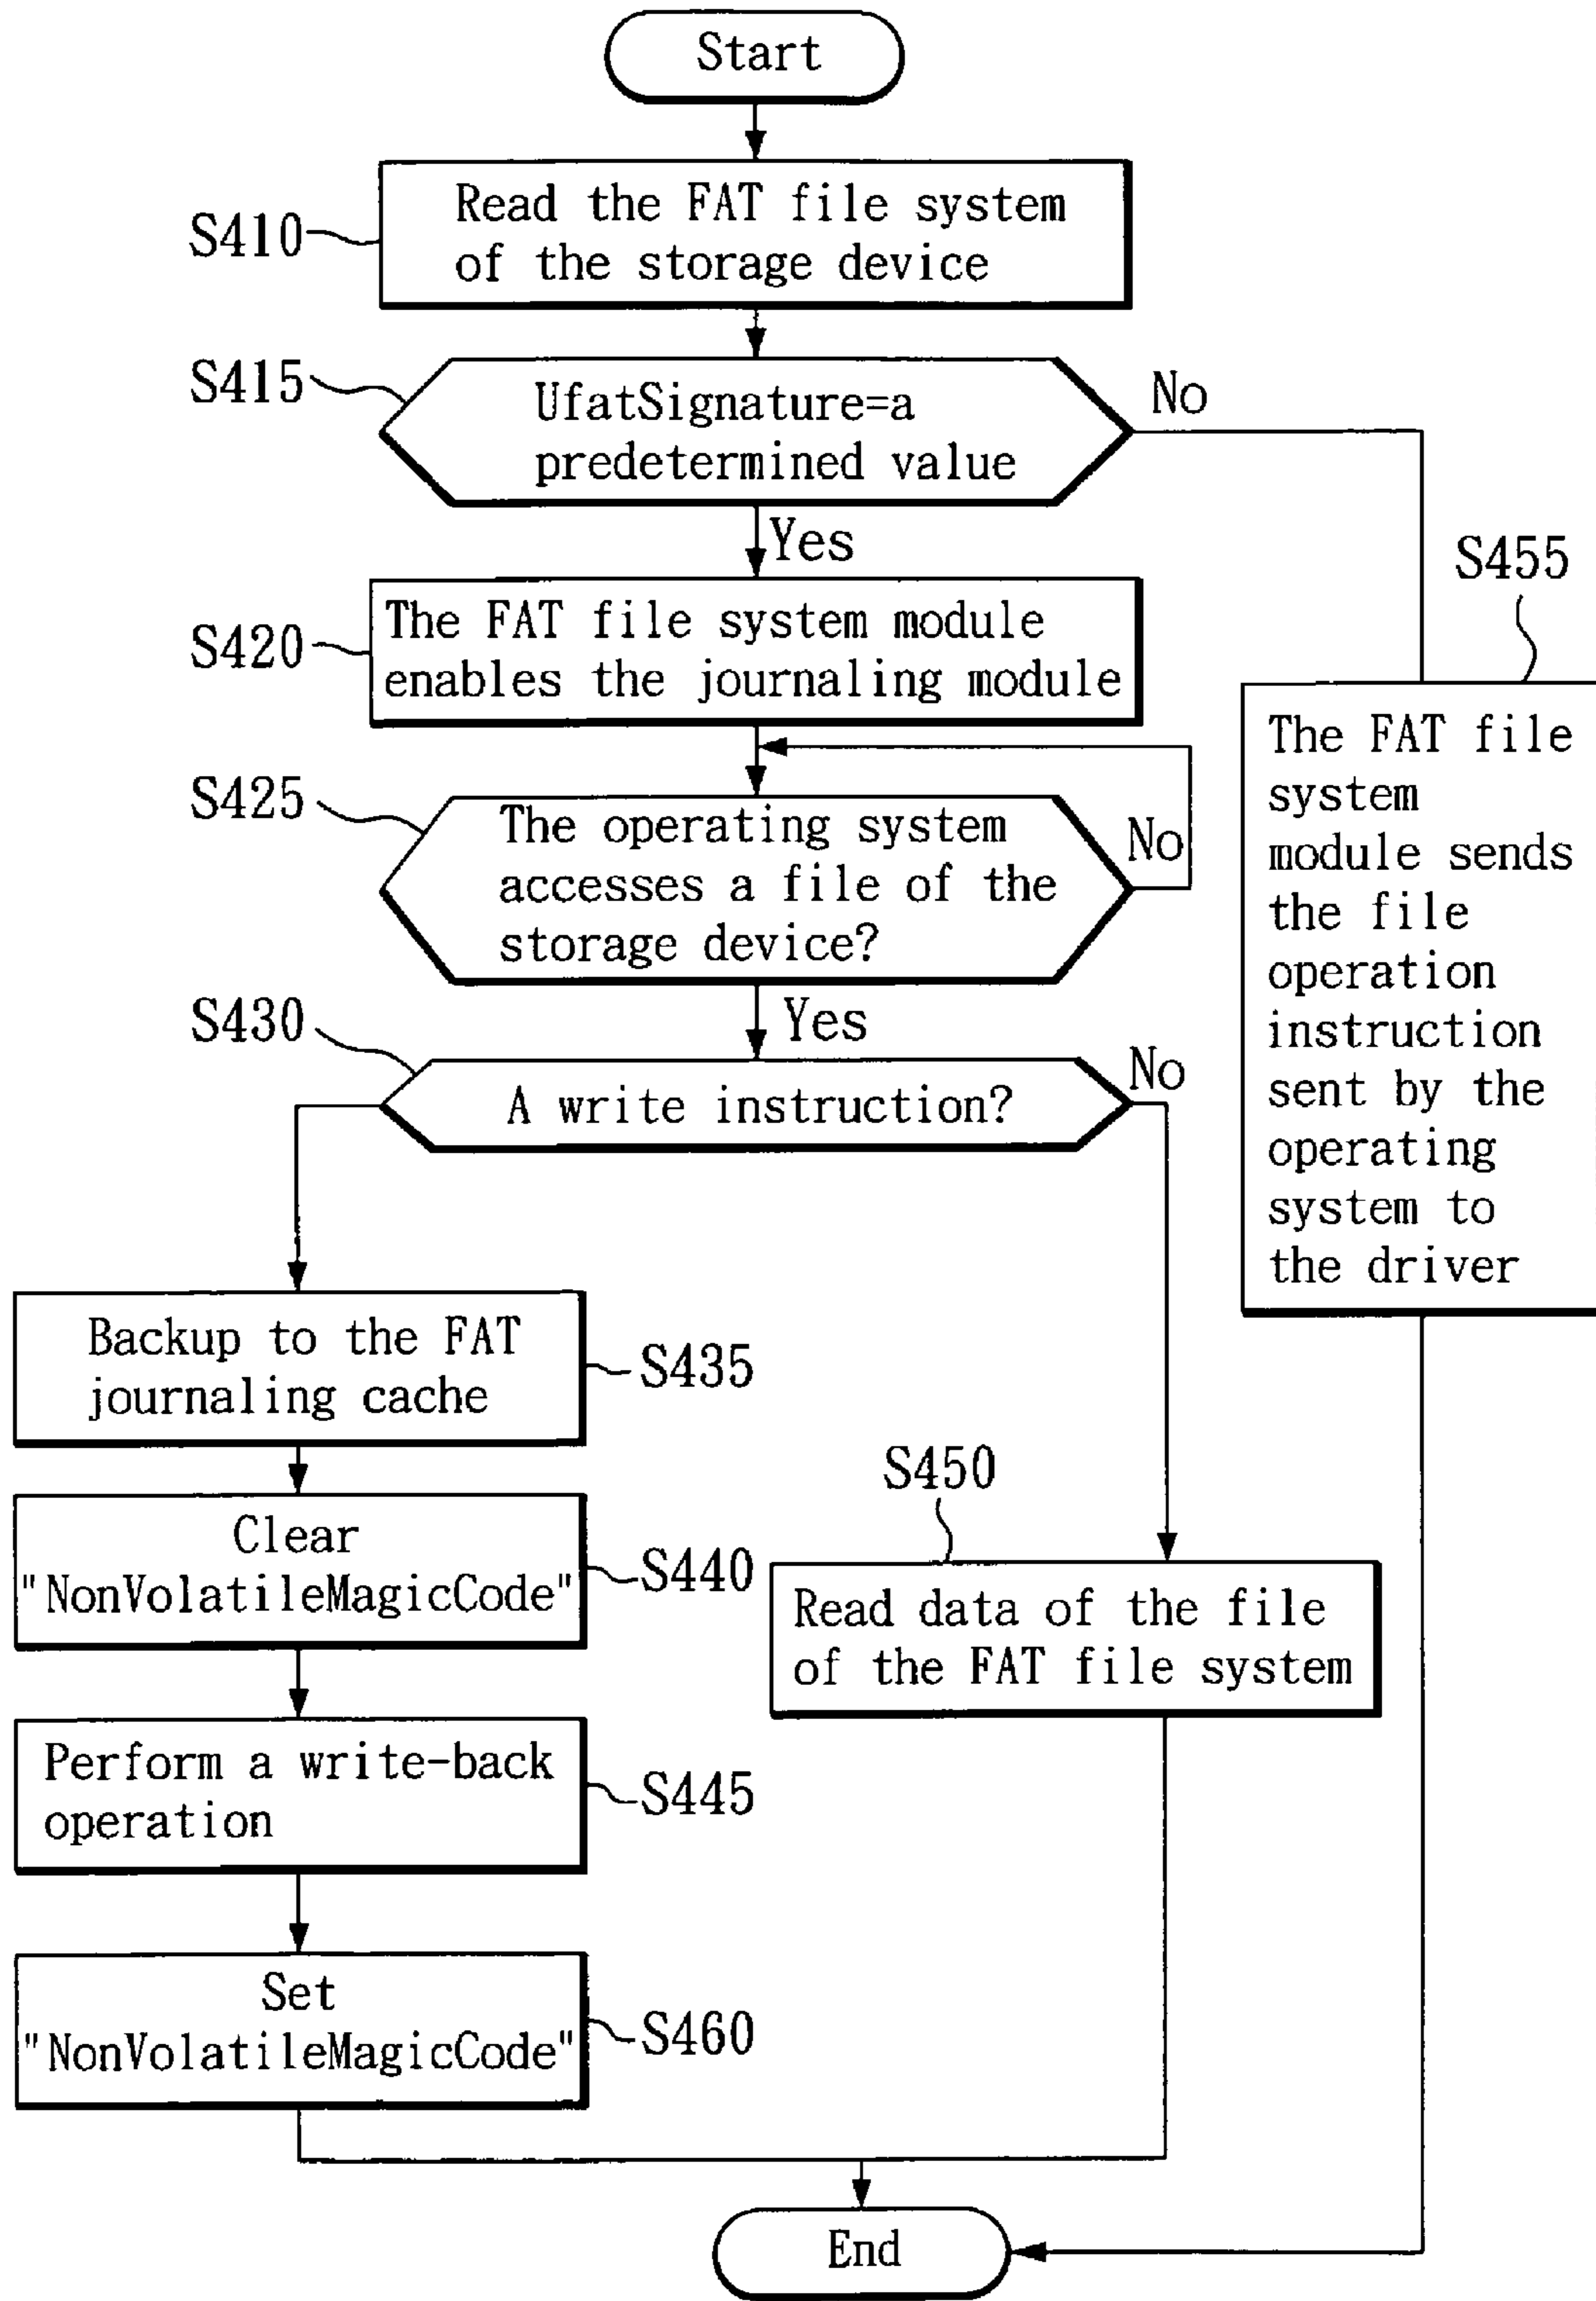 Start
S410
Read the FAT file system
of the storage device
S415
UfatSignature=a
predetermined value
No
Yes
S420
The FAT file system module
enables the journaling module
S455
The FAT file
system
module sends
the file
operation
instruction
sent by the
operating
system to
the driver
S425
The operating system
accesses a file of the
storage device?
No
Yes
S430
A write instruction?
No
Backup to the FAT
journaling cache
S435
Clear
"NonVolatileMagicCode"
S440
S450
Read data of the file
of the FAT file system
Perform a write-back
operation
S445
Set
"NonVolatileMagicCode"
S460
End